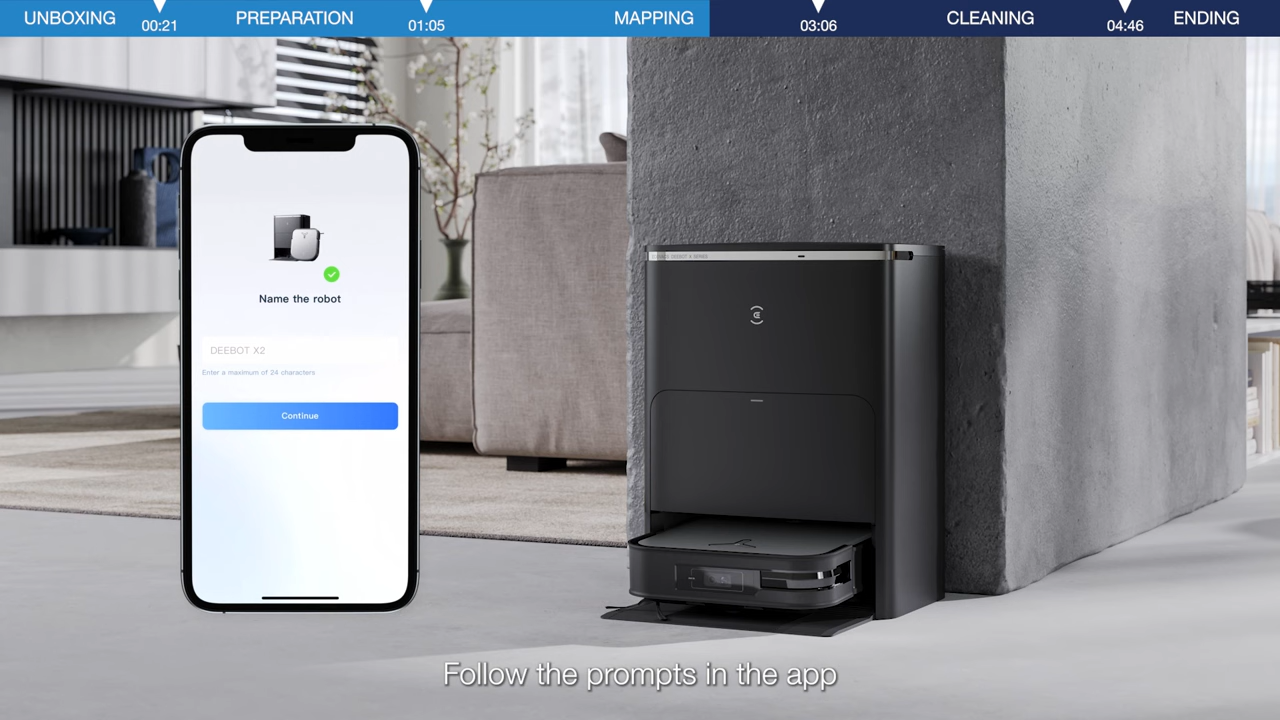 UNBOXING
00:21
PREPARATION
01:05
MAPPING
03:06
CLEANING
04:46
ENDING
Name the robot
DEEBOT X2
Enter a maximum of 24 characters
Continue
Follow the prompts in the app